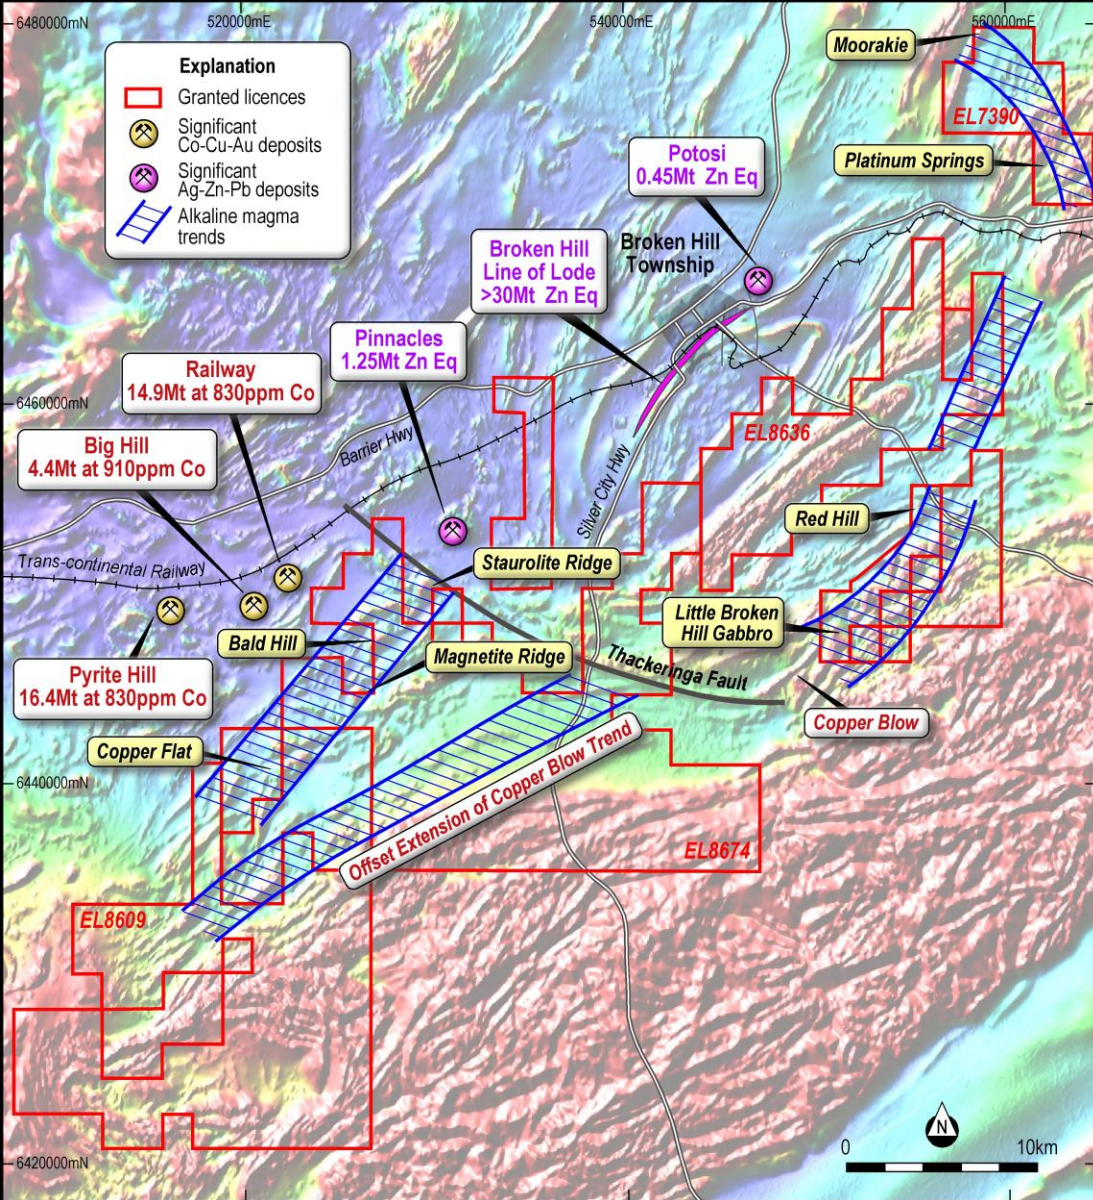 6480000mN
520000mE
540000mE
560000mE
Explanation
Granted licences
Significant
Co-Cu-Au deposits
Significant
Ag-Zn-Pb deposits
Alkaline magma
trends
Moorakie
EL7390
Platinum Springs
Potosi
0.45Mt Zn Eq
Broken Hill
Township
Broken Hill
Line of Lode
>30Mt Zn Eq
Pinnacles
1.25Mt Zn Eq
Railway
14.9Mt at 830ppm Co
6460000mN
Big Hill
4.4Mt at 910ppm Co
Barrier Hwy
EL8636
Silver City Hwy
Red Hill
Trans-continental Railway
Staurolite Ridge
Little Broken
Hill Gabbro
Bald Hill
Magnetite Ridge
Thackeringa Fault
Pyrite Hill
16.4Mt at 830ppm Co
Copper Blow
Copper Flat
6440000mN
Offset Extension of Copper Blow Trend
EL8674
EL8609
N
0
10km
6420000mN